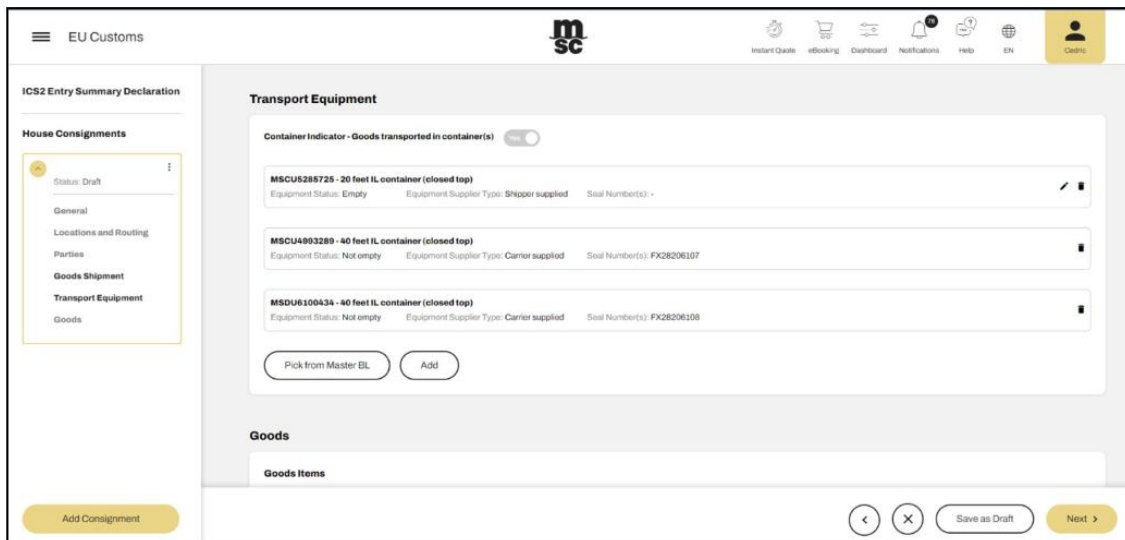 EU Customs
msc
Instant Quote
eBooking
Dashboard
76
Notifications
Help
EN
Cedric
ICS2 Entry Summary Declaration
House Consignments
Status: Draft
General
Locations and Routing
Parties
Goods Shipment
Transport Equipment
Goods
Add Consignment
Transport Equipment
Container Indicator - Goods transported in container(s) Yes
MSCU5285725 - 20 feet IL container (closed top)
Equipment Status: Empty Equipment Supplier Type: Shipper supplied Seal Number(s): -
MSCU4993289 - 40 feet IL container (closed top)
Equipment Status: Not empty Equipment Supplier Type: Carrier supplied Seal Number(s): FX28206107
MSDU6100434 - 40 feet IL container (closed top)
Equipment Status: Not empty Equipment Supplier Type: Carrier supplied Seal Number(s): FX28206108
Pick from Master BL Add
Goods
Goods Items
Save as Draft Next >